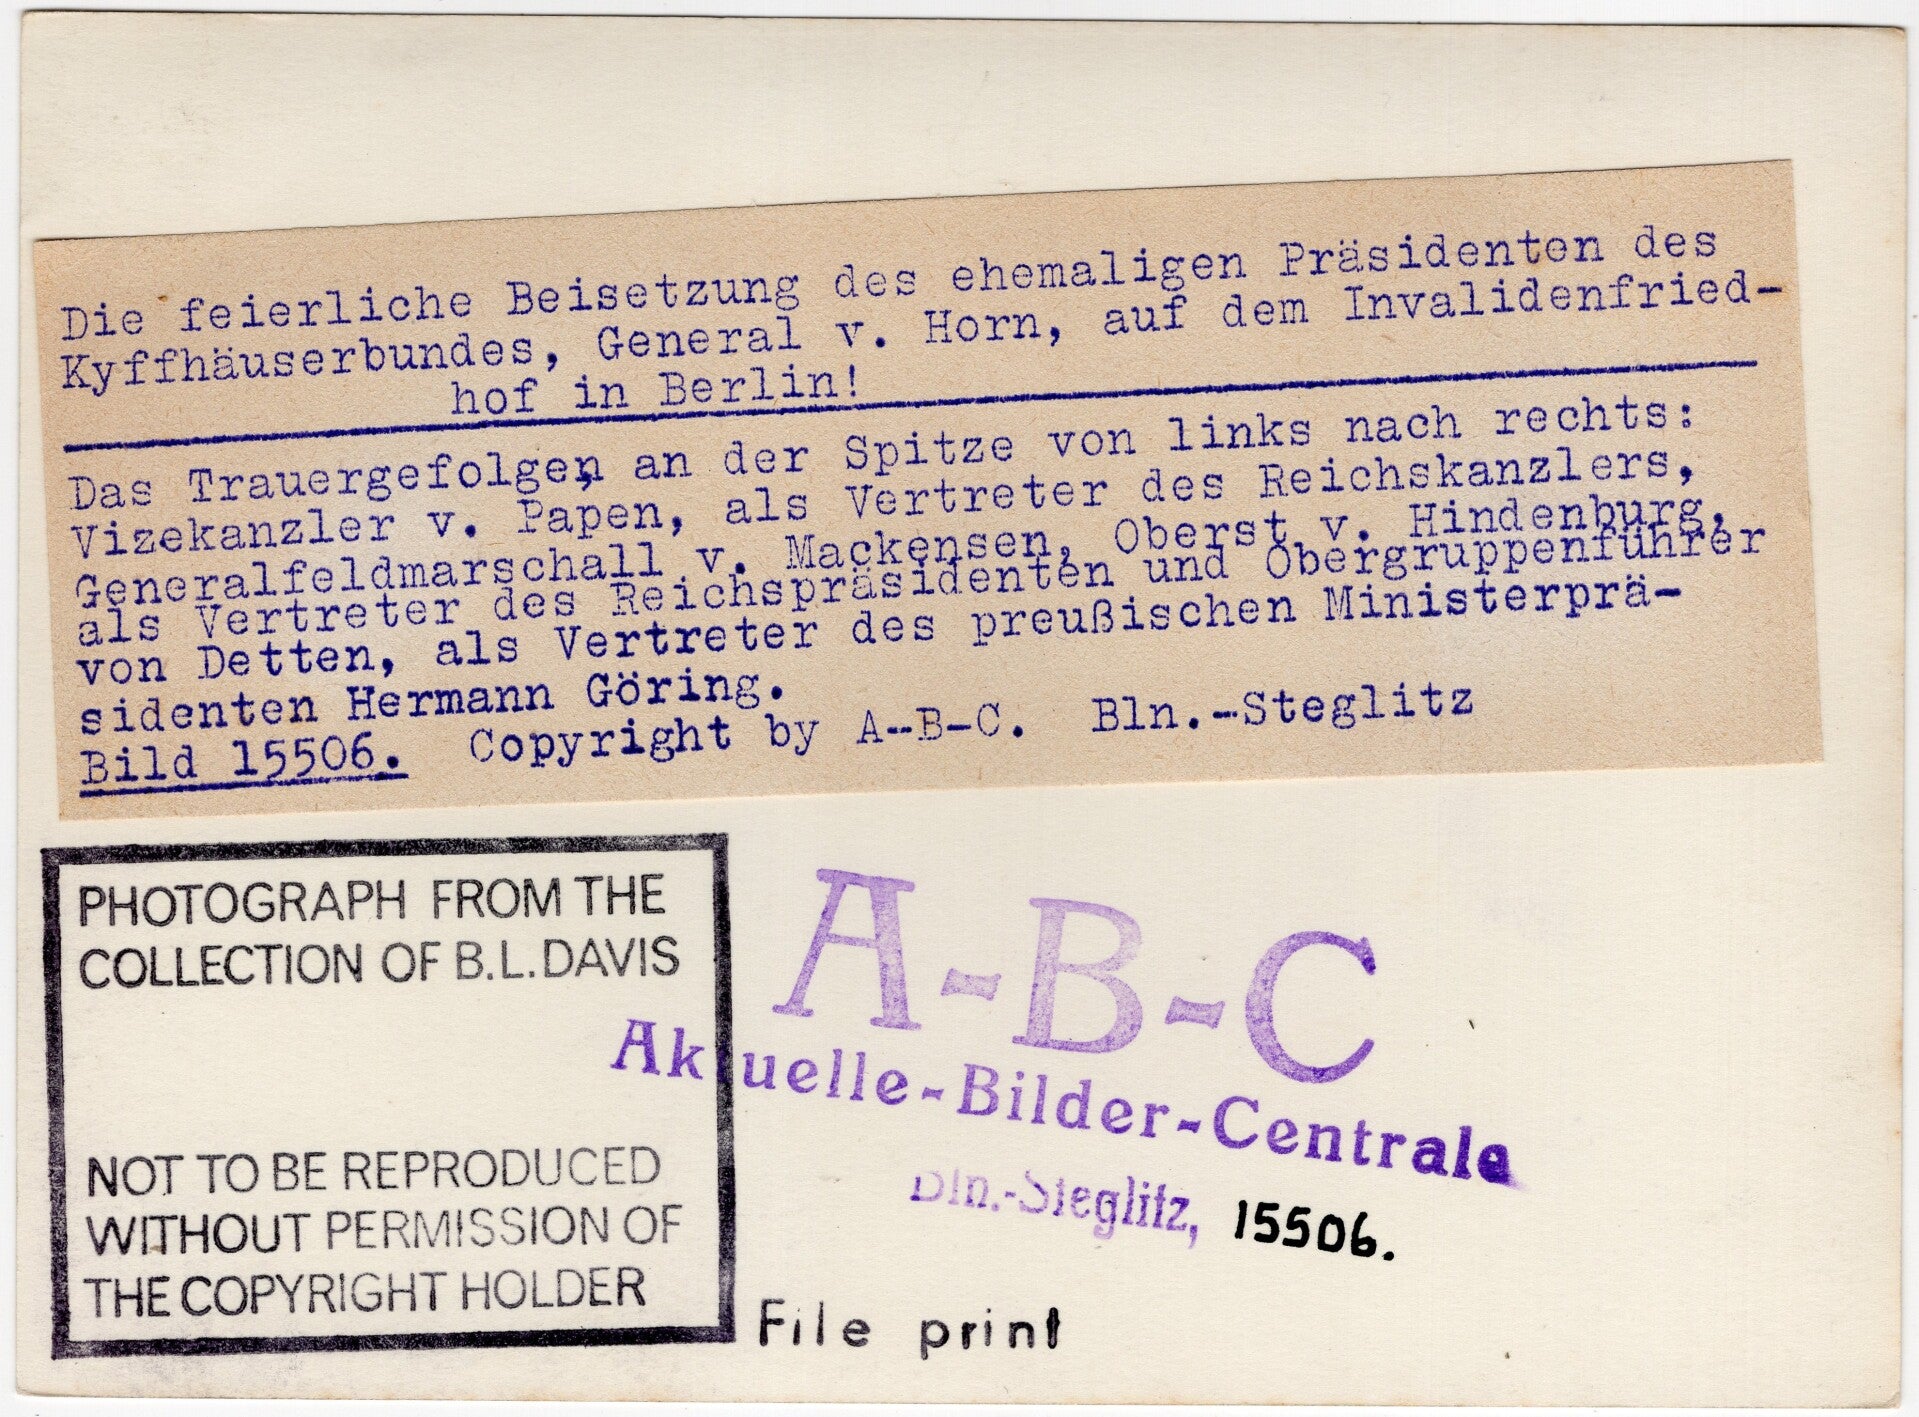 Die feierliche Beisetzung des ehemaligen Präsidenten des
Kyffhäuserbundes, General v. Horn, auf dem Invalidenfried-
hof in Berlin!
Das Trauergefolgen, an der Spitze von links nach rechts:
Vizekanzler v. Papen, als Vertreter des Reichskanzlers,
Generalfeldmarschall v. Mackensen, Oberst v. Hindenburg,
als Vertreter des Reichspräsidenten und Obergruppenführer
von Detten, als Vertreter des preußischen Ministerprä-
sidenten Hermann Göring.
Bild 15506. Copyright by A--B-C. Bln.-Steglitz
PHOTOGRAPH FROM THE
COLLECTION OF B.L.DAVIS
NOT TO BE REPRODUCED
WITHOUT PERMISSION OF
THE COPYRIGHT HOLDER
A-B-C
Aktuelle-Bilder-Centrale
Bln.-Steglitz, 15506.
File print